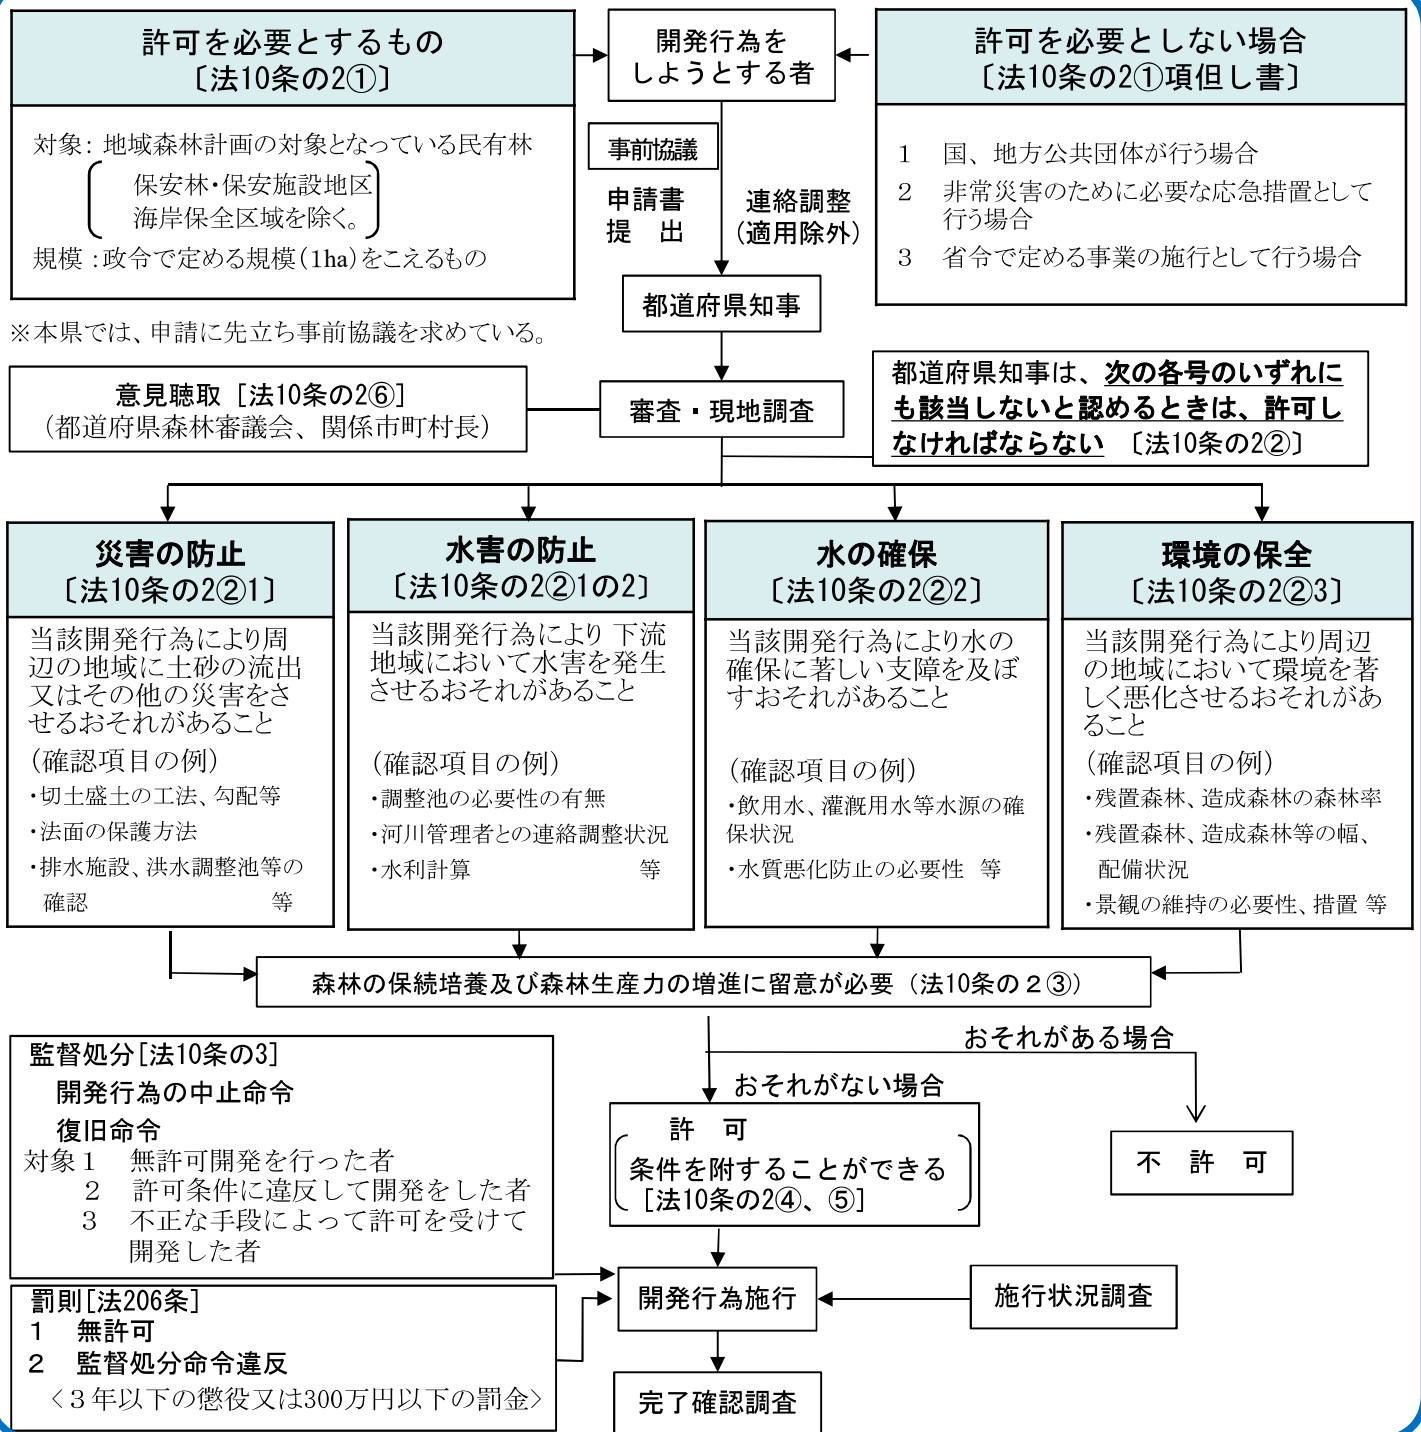 許可を必要とするもの
〔法10条の2①〕
対象：地域森林計画の対象となっている民有林
保安林・保安施設地区
海岸保全区域を除く。
規模：政令で定める規模（1ha）をこえるもの
開発行為を
しようとする者
許可を必要としない場合
〔法10条の2①項但し書〕
1　国、地方公共団体が行う場合
2　非常災害のために必要な応急措置として
行う場合
3　省令で定める事業の施行として行う場合
事前協議
申請書
提　出
連絡調整
(適用除外)
都道府県知事
※本県では、申請に先立ち事前協議を求めている。
意見聴取［法10条の2⑥］
（都道府県森林審議会、関係市町村長）
審査・現地調査
都道府県知事は、次の各号のいずれに
も該当しないと認めるときは、許可し
なければならない　〔法10条の2②〕
災害の防止
〔法10条の2②1〕
当該開発行為により周
辺の地域に土砂の流出
又はその他の災害をさ
せるおそれがあること
(確認項目の例)
・切土盛土の工法、勾配等
・法面の保護方法
・排水施設、洪水調整池等の
確認　等
水害の防止
〔法10条の2②1の2〕
当該開発行為により 下流
地域において水害を発生
させるおそれがあること
(確認項目の例)
・調整池の必要性の有無
・河川管理者との連絡調整状況
・水利計算　等
水の確保
〔法10条の2②2〕
当該開発行為により水の
確保に著しい支障を及ぼ
すおそれがあること
(確認項目の例)
・飲用水、灌漑用水等水源の確
保状況
・水質悪化防止の必要性　等
環境の保全
〔法10条の2②3〕
当該開発行為により周辺
の地域において環境を著
しく悪化させるおそれがあ
ること
(確認項目の例)
・残置森林、造成森林の森林率
・残置森林、造成森林等の幅、
配備状況
・景観の維持の必要性、措置 等
森林の保続培養及び森林生産力の増進に留意が必要（法10条の２③）
監督処分［法10条の3］
開発行為の中止命令
復旧命令
対象１　無許可開発を行った者
２　許可条件に違反して開発をした者
３　不正な手段によって許可を受けて
開発した者
おそれがある場合
おそれがない場合
許　可
条件を附することができる
［法10条の2④、⑤］
不　許　可
罰則［法206条］
1　無許可
2　監督処分命令違反
＜３年以下の懲役又は300万円以下の罰金＞
開発行為施行
施行状況調査
完了確認調査